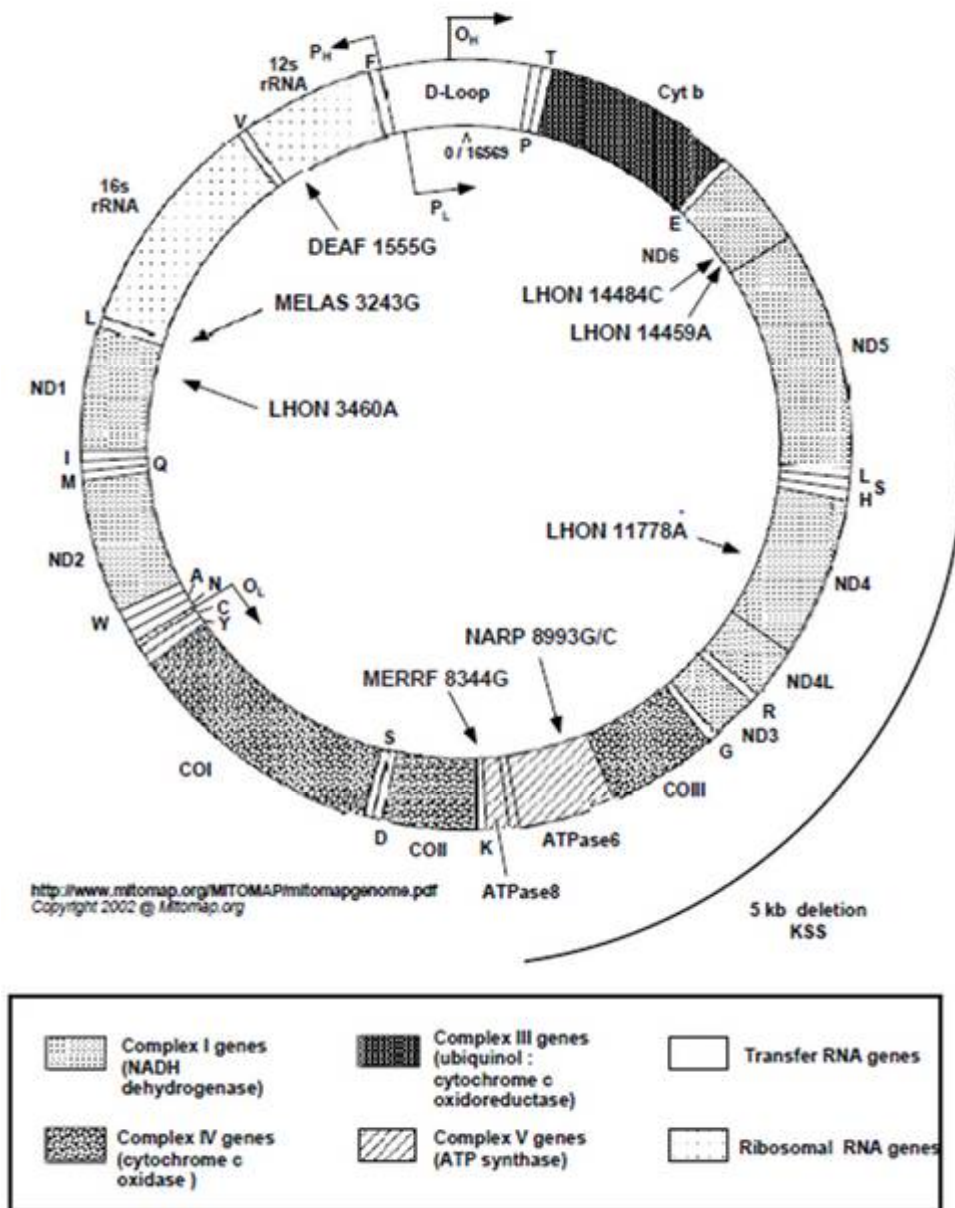 O_H
P_H
F
T
12s
rRNA
D-Loop
Cyt b
V
P
^
0 / 16569
16s
rRNA
P_L
E
DEAF 1555G
ND6
LHON 14484C
MELAS 3243G
L
LHON 14459A
ND5
ND1
LHON 3460A
I
Q
M
L
S
H
LHON 11778A
ND2
ND4
A
N
O_L
C
Y
W
NARP 8993G/C
MERRF 8344G
ND4L
R
ND3
G
S
COI
COIII
D
COII
K
ATPase6
ATPase8
http://www.mitomap.org/MITOMAP/mitomapgenome.pdf
Copyright 2002 @ Mitomap.org
5 kb deletion
KSS
Complex I genes
(NADH
dehydrogenase)
Complex III genes
(ubiquinol :
cytochrome c
oxidoreductase)
Transfer RNA genes
Complex IV genes
(cytochrome c
oxidase )
Complex V genes
(ATP synthase)
Ribosomal RNA genes